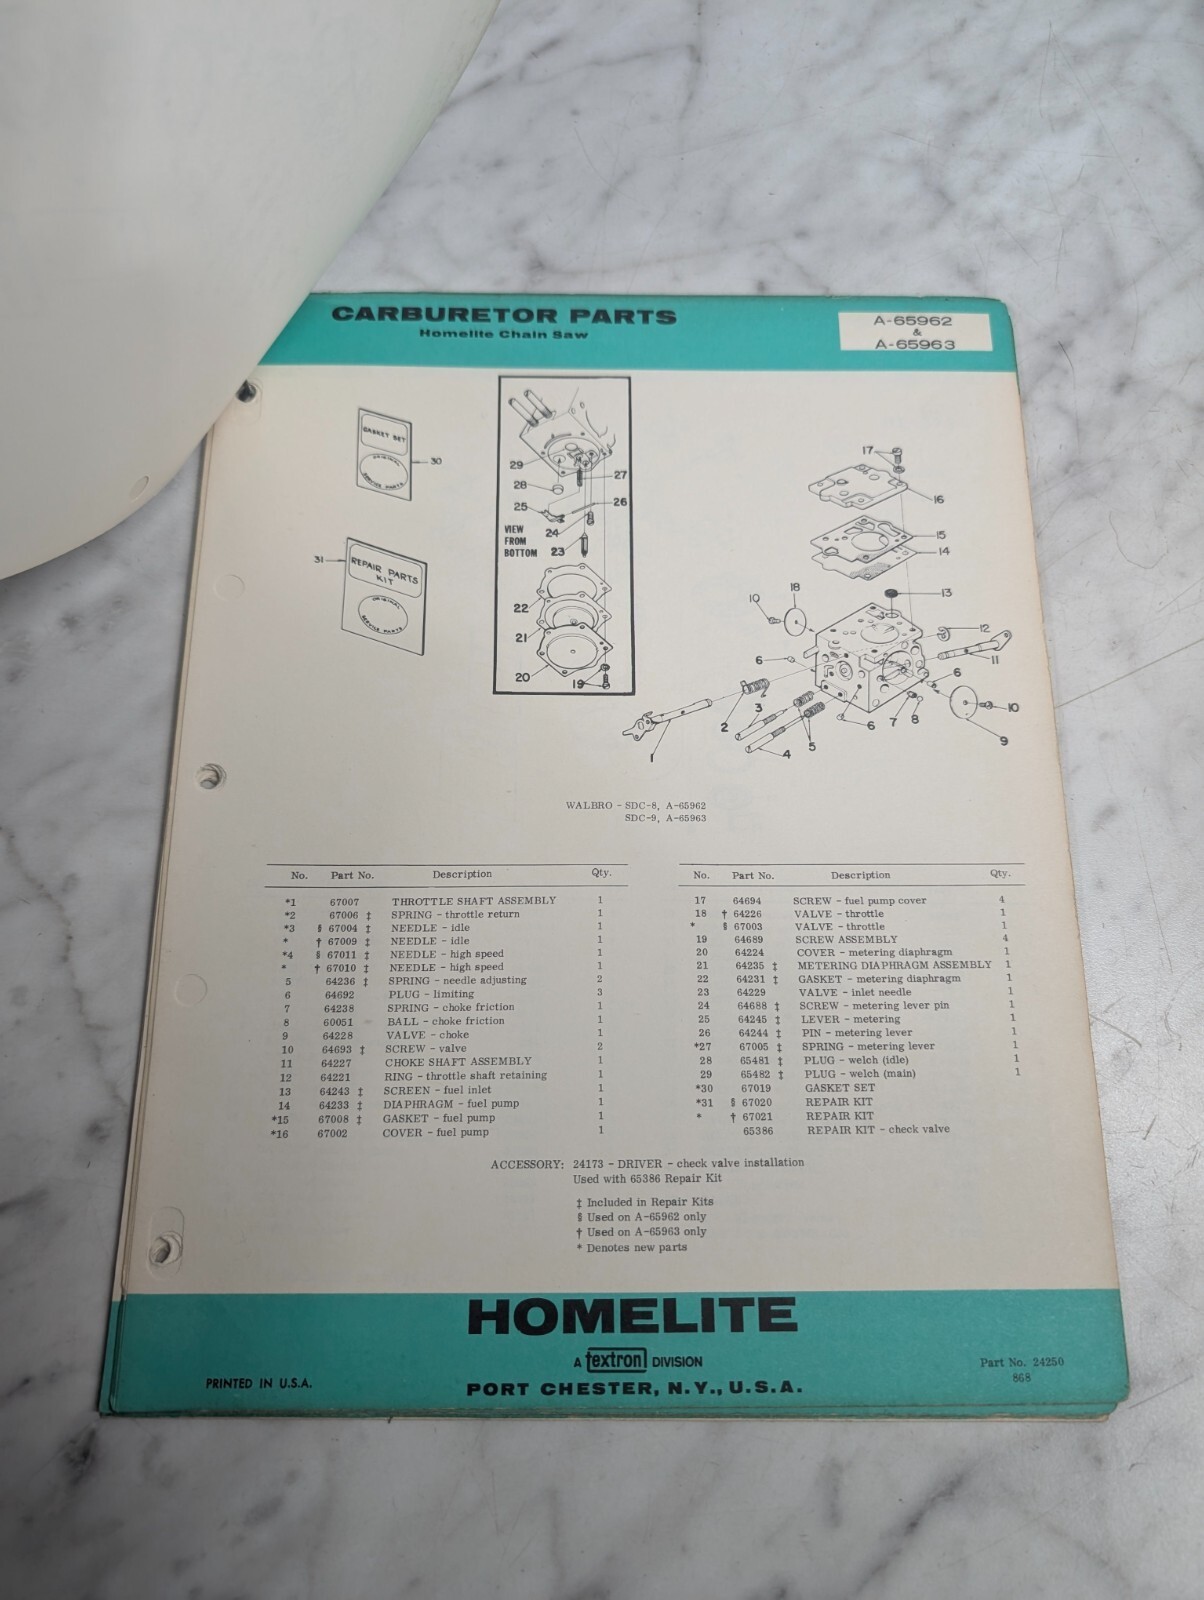 CARBURETOR PARTS
Homelite Chain Saw
A-65962
&
A-65963
GASKET SET
ORIGINAL
SERVICE PARTS
30
31
REPAIR PARTS
KIT
ORIGINAL
SERVICE PARTS
29
28
25
27
26
24
VIEW
FROM
BOTTOM
23
22
21
20
19
17
16
15
14
13
18
10
12
11
6
6
2
3
5
4
1
6
7
8
9
10
WALBRO - SDC-8, A-65962
SDC-9, A-65963
No. Part No. Description Qty.
*1 67007 THROTTLE SHAFT ASSEMBLY 1
*2 67006 ‡ SPRING - throttle return 1
*3 § 67004 ‡ NEEDLE - idle 1
* † 67009 ‡ NEEDLE - idle 1
*4 § 67011 ‡ NEEDLE - high speed 1
* † 67010 ‡ NEEDLE - high speed 1
5 64236 ‡ SPRING - needle adjusting 2
6 64692 PLUG - limiting 3
7 64238 SPRING - choke friction 1
8 60051 BALL - choke friction 1
9 64228 VALVE - choke 1
10 64693 ‡ SCREW - valve 2
11 64227 CHOKE SHAFT ASSEMBLY 1
12 64221 RING - throttle shaft retaining 1
13 64243 ‡ SCREEN - fuel inlet 1
14 64233 ‡ DIAPHRAGM - fuel pump 1
*15 67008 ‡ GASKET - fuel pump 1
*16 67002 COVER - fuel pump 1
No. Part No. Description Qty.
17 64694 SCREW - fuel pump cover 4
18 † 64226 VALVE - throttle 1
* § 67003 VALVE - throttle 1
19 64689 SCREW ASSEMBLY 4
20 64224 COVER - metering diaphragm 1
21 64235 ‡ METERING DIAPHRAGM ASSEMBLY 1
22 64231 ‡ GASKET - metering diaphragm 1
23 64229 VALVE - inlet needle 1
24 64688 ‡ SCREW - metering lever pin 1
25 64245 ‡ LEVER - metering 1
26 64244 ‡ PIN - metering lever 1
*27 67005 ‡ SPRING - metering lever 1
28 65481 ‡ PLUG - welch (idle) 1
29 65482 ‡ PLUG - welch (main) 1
*30 67019 GASKET SET
*31 § 67020 REPAIR KIT
* † 67021 REPAIR KIT
65386 REPAIR KIT - check valve
ACCESSORY: 24173 - DRIVER - check valve installation
Used with 65386 Repair Kit
‡ Included in Repair Kits
§ Used on A-65962 only
† Used on A-65963 only
* Denotes new parts
HOMELITE
A textron DIVISION
PORT CHESTER, N.Y., U.S.A.
PRINTED IN U.S.A.
Part No. 24250
868